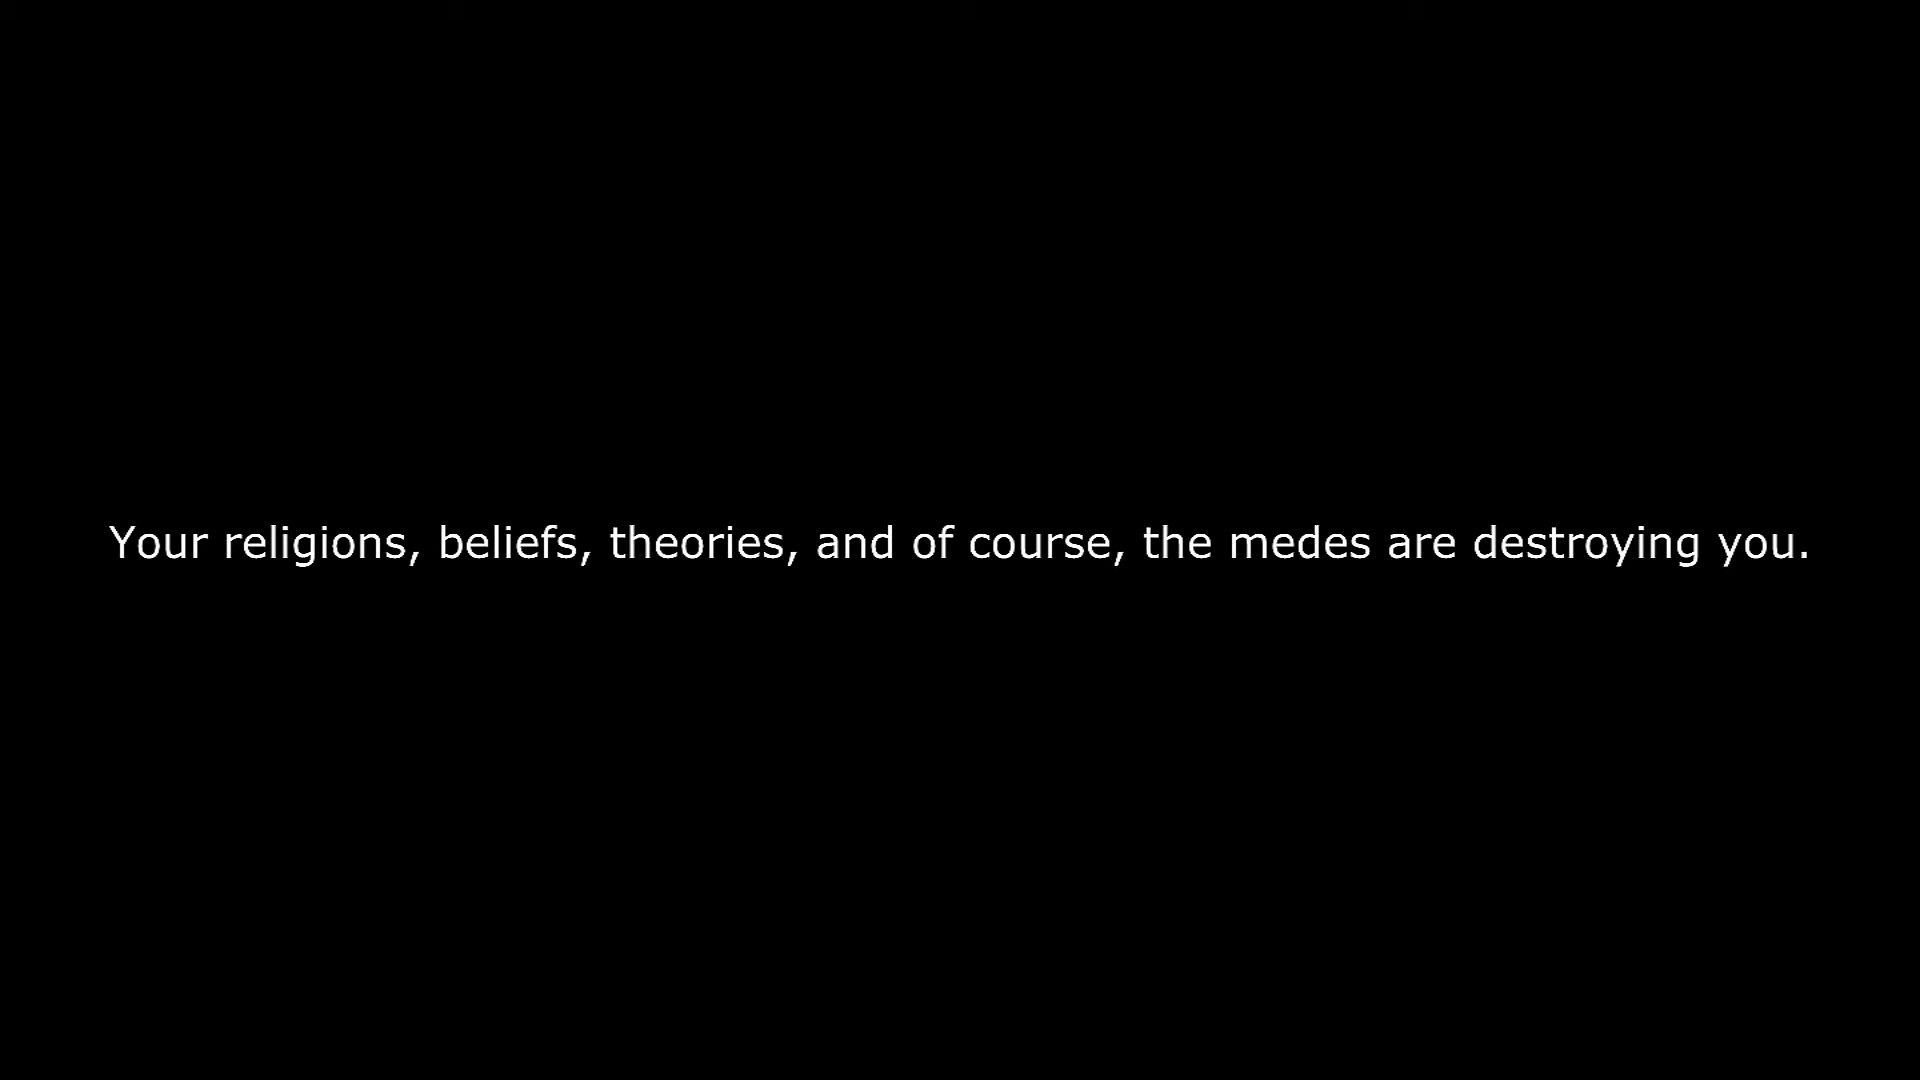 Your religions, beliefs, theories, and of course, the medes are destroying you.